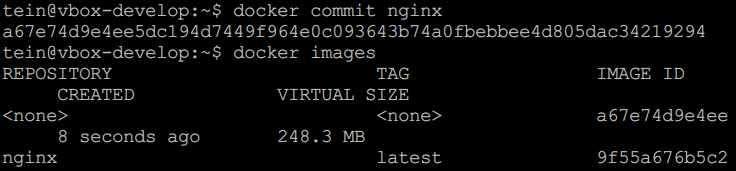 tein@vbox-develop:~$ docker commit nginx
a67e74d9e4ee5dc194d7449f964e0c093643b74a0fbebbee4d805dac34219294
tein@vbox-develop:~$ docker images
REPOSITORY TAG IMAGE ID
CREATED VIRTUAL SIZE
<none> <none> a67e74d9e4ee
8 seconds ago 248.3 MB
nginx latest 9f55a676b5c2